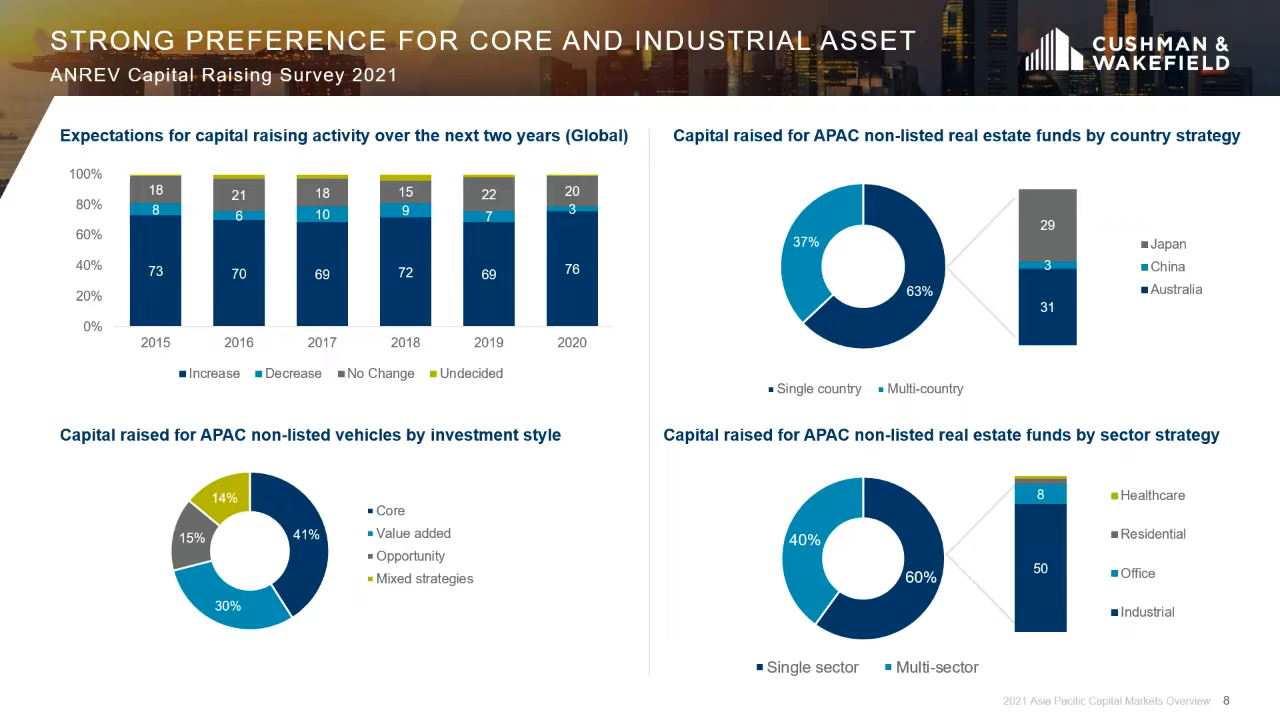 STRONG PREFERENCE FOR CORE AND INDUSTRIAL ASSET
ANREV Capital Raising Survey 2021
CUSHMAN &
WAKEFIELD
Expectations for capital raising activity over the next two years (Global)
100%
80%
60%
40%
20%
0%
18
21
18
15
22
20
8
6
10
9
7
3
73
70
69
72
69
76
2015
2016
2017
2018
2019
2020
Increase
Decrease
No Change
Undecided
Capital raised for APAC non-listed real estate funds by country strategy
37%
63%
29
3
31
Japan
China
Australia
Single country
Multi-country
Capital raised for APAC non-listed vehicles by investment style
14%
15%
41%
30%
Core
Value added
Opportunity
Mixed strategies
Capital raised for APAC non-listed real estate funds by sector strategy
40%
60%
8
50
Healthcare
Residential
Office
Industrial
Single sector
Multi-sector
2021 Asia Pacific Capital Markets Overview 8